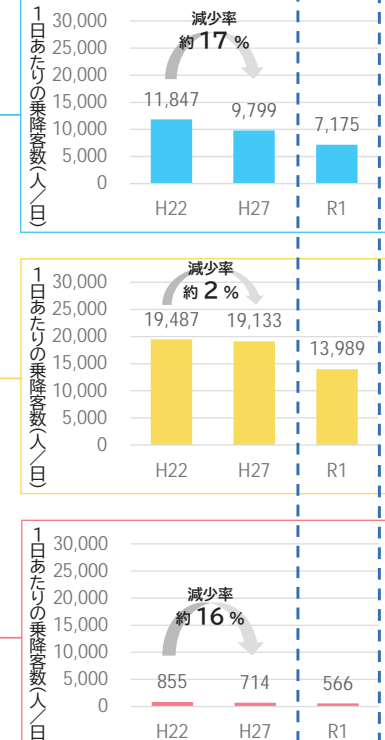 1日あたりの乗降客数(人/日)
30,000
25,000
20,000
15,000
10,000
5,000
0
減少率
約17 %
11,847
9,799
7,175
H22
H27
R1
1日あたりの乗降客数(人/日)
30,000
25,000
20,000
15,000
10,000
5,000
0
減少率
約2 %
19,487
19,133
13,989
H22
H27
R1
1日あたりの乗降客数(人/日
30,000
25,000
20,000
15,000
10,000
5,000
0
減少率
約16 %
855
714
566
H22
H27
R1